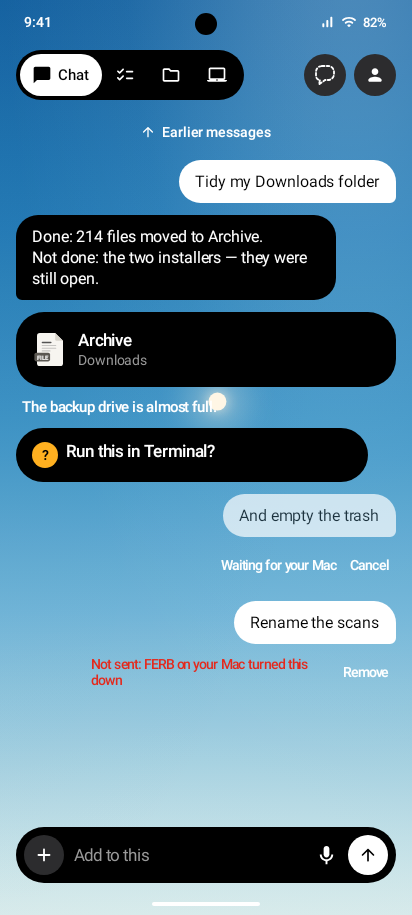 9:41
82%
Chat
Earlier messages
Tidy my Downloads folder
Done: 214 files moved to Archive.
Not done: the two installers — they were
still open.
FILE
Archive
Downloads
The backup drive is almost full.
?
Run this in Terminal?
And empty the trash
Waiting for your Mac Cancel
Rename the scans
Not sent: FERB on your Mac turned this
down
Remove
Add to this